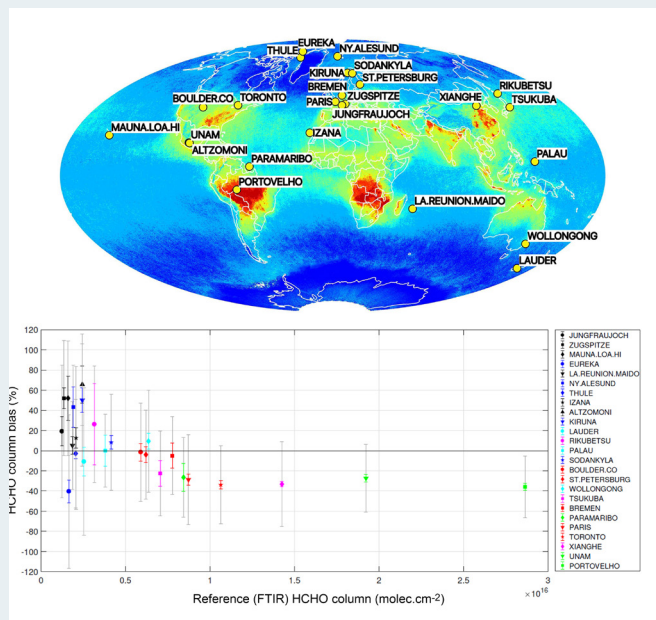 EUREKA
THULE
NY.ALESUND
SODANKYLA
KIRUNA
ST.PETERSBURG
BREMEN
ZUGSPITZE
PARIS
JUNGFRAUJOCH
BOULDER.CO
TORONTO
XIANGHE
RIKUBETSU
TSUKUBA
MAUNA.LOA.HI
UNAM
IZANA
ALTZOMONI
PARAMARIBO
PALAU
PORTOVELHO
LA.REUNION.MAIDO
WOLLONGONG
LAUDER
HCHO column bias (%)
120
100
80
60
40
20
0
-20
-40
-60
-80
-100
-120
0
0.5
1
1.5
2
2.5
3
×10¹⁶
Reference (FTIR) HCHO column (molec.cm-2)
JUNGFRAUJOCH
ZUGSPITZE
MAUNA.LOA.HI
EUREKA
LA.REUNION.MAIDO
NY.ALESUND
THULE
IZANA
ALTZOMONI
KIRUNA
LAUDER
RIKUBETSU
PALAU
SODANKYLA
BOULDER.CO
ST.PETERSBURG
WOLLONGONG
TSUKUBA
BREMEN
PARAMARIBO
PARIS
TORONTO
XIANGHE
UNAM
PORTOVELHO